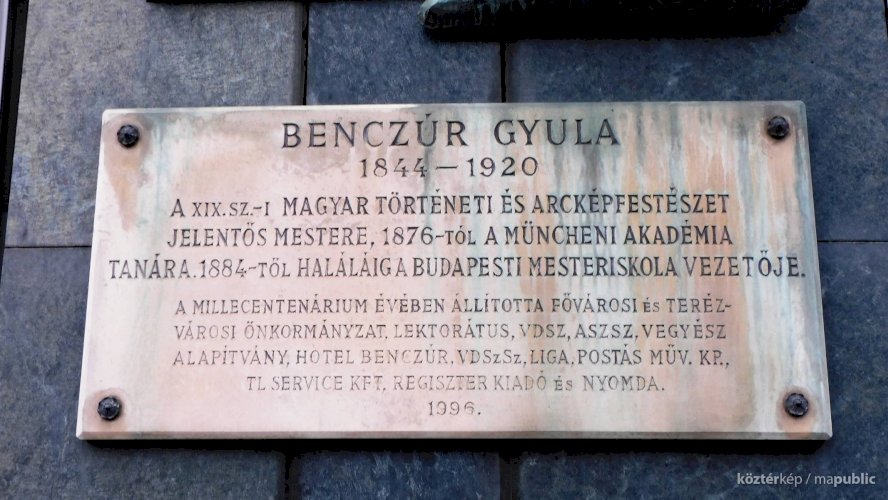 BENCZÚR GYULA
1844 – 1920
A XIX. SZ.-I MAGYAR TÖRTÉNETI ÉS ARCKÉPFESTÉSZET
JELENTŐS MESTERE, 1876-TÓL A MÜNCHENI AKADÉMIA
TANÁRA. 1884-TŐL HALÁLÁIG A BUDAPESTI MESTERISKOLA VEZETŐJE.
A MILLECENTENÁRIUM ÉVÉBEN ÁLLÍTOTTA FŐVÁROSI ÉS TERÉZ-
VÁROSI ÖNKORMÁNYZAT, LEKTORÁTUS, VDSZ, ASZSZ, VEGYÉSZ
ALAPÍTVÁNY, HOTEL BENCZÚR, VDSzSz, LIGA, POSTÁS MŰV. KP.,
TL SERVICE KFT, REGISZTER KIADÓ ÉS NYOMDA.
1996.
köztérkép / mapublic